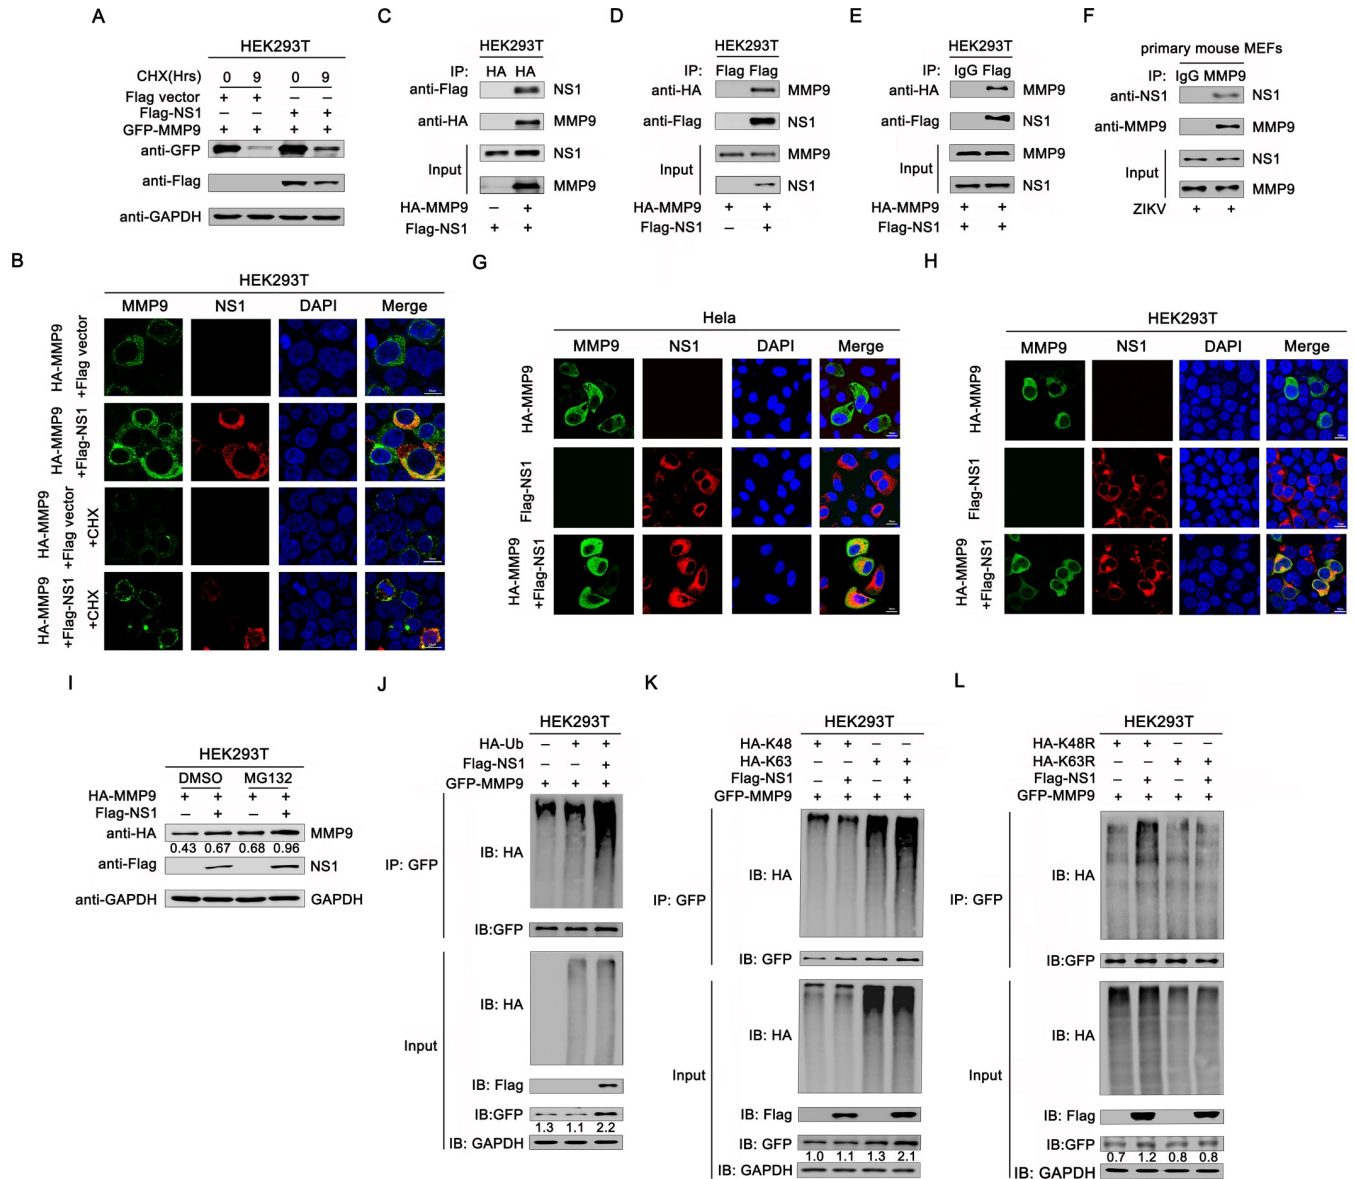 A
HEK293T
CHX(Hrs) 0 9 0 9
Flag vector + + − −
Flag-NS1 − − + +
GFP-MMP9 + + + +
anti-GFP
anti-Flag
anti-GAPDH
C
HEK293T
IP: HA HA
anti-Flag NS1
anti-HA MMP9
Input NS1
MMP9
HA-MMP9 − +
Flag-NS1 + +
D
HEK293T
IP: Flag Flag
anti-HA MMP9
anti-Flag NS1
Input MMP9
NS1
HA-MMP9 + +
Flag-NS1 − +
E
HEK293T
IP: IgG Flag
anti-HA MMP9
anti-Flag NS1
Input MMP9
NS1
HA-MMP9 + +
Flag-NS1 + +
F
primary mouse MEFs
IP: IgG MMP9
anti-NS1 NS1
anti-MMP9 MMP9
Input NS1
MMP9
ZIKV + +
B
HEK293T
MMP9 NS1 DAPI Merge
HA-MMP9
+Flag vector
HA-MMP9
+Flag-NS1
HA-MMP9
+Flag vector
+CHX
HA-MMP9
+Flag-NS1
+CHX
G
Hela
MMP9 NS1 DAPI Merge
HA-MMP9
Flag-NS1
HA-MMP9
+Flag-NS1
H
HEK293T
MMP9 NS1 DAPI Merge
HA-MMP9
Flag-NS1
HA-MMP9
+Flag-NS1
I
HEK293T
DMSO MG132
HA-MMP9 + + + +
Flag-NS1 − + − +
anti-HA MMP9
0.43 0.67 0.68 0.96
anti-Flag NS1
anti-GAPDH GAPDH
J
HEK293T
HA-Ub − + +
Flag-NS1 − − +
GFP-MMP9 + + +
IP: GFP
IB: HA
IB:GFP
Input
IB: HA
IB: Flag
IB:GFP
1.3 1.1 2.2
IB: GAPDH
K
HEK293T
HA-K48 + + − −
HA-K63 − − + +
Flag-NS1 − + − +
GFP-MMP9 + + + +
IP: GFP
IB: HA
IB: GFP
Input
IB: HA
IB: Flag
IB: GFP
1.0 1.1 1.3 2.1
IB: GAPDH
L
HEK293T
HA-K48R + + − −
HA-K63R − − + +
Flag-NS1 − + − +
GFP-MMP9 + + + +
IP: GFP
IB: HA
IB:GFP
Input
IB: HA
IB: Flag
IB:GFP
0.7 1.2 0.8 0.8
IB: GAPDH